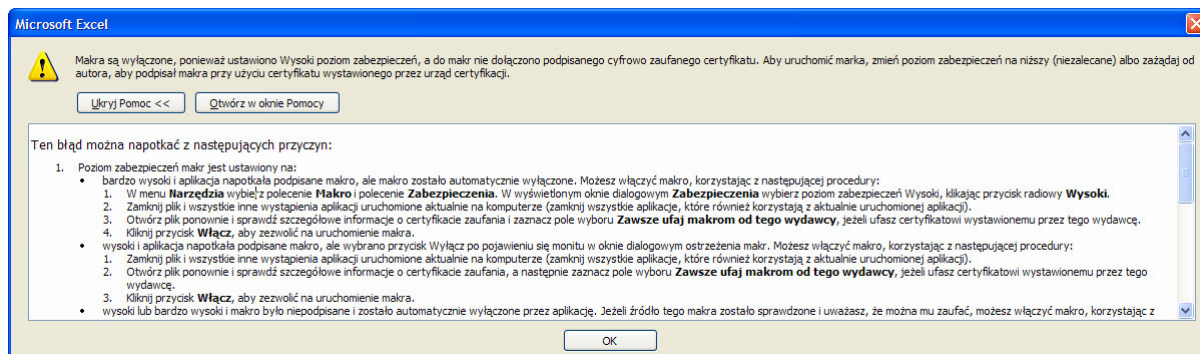 Microsoft Excel
Makra są wyłączone, ponieważ ustawiono Wysoki poziom zabezpieczeń, a do makr nie dołączono podpisanego cyfrowo zaufanego certyfikatu. Aby uruchomić marka, zmień poziom zabezpieczeń na niższy (niezalecane) albo zażądaj od
autora, aby podpisał makra przy użyciu certyfikatu wystawionego przez urząd certyfikacji.
Ukryj Pomoc << Otwórz w oknie Pomocy
Ten błąd można napotkać z następujących przyczyn:
1. Poziom zabezpieczeń makr jest ustawiony na:
• bardzo wysoki i aplikacja napotkała podpisane makro, ale makro zostało automatycznie wyłączone. Możesz włączyć makro, korzystając z następującej procedury:
1. W menu Narzędzia wybierz polecenie Makro i polecenie Zabezpieczenia. W wyświetlonym oknie dialogowym Zabezpieczenia wybierz poziom zabezpieczeń Wysoki, klikając przycisk radiowy Wysoki.
2. Zamknij plik i wszystkie inne wystąpienia aplikacji uruchomione aktualnie na komputerze (zamknij wszystkie aplikacje, które również korzystają z aktualnie uruchomionej aplikacji).
3. Otwórz plik ponownie i sprawdź szczegółowe informacje o certyfikacie zaufania i zaznacz pole wyboru Zawsze ufaj makrom od tego wydawcy, jeżeli ufasz certyfikatowi wystawionemu przez tego wydawcę.
4. Kliknij przycisk Włącz, aby zezwolić na uruchomienie makra.
• wysoki i aplikacja napotkała podpisane makro, ale wybrano przycisk Wyłącz po pojawieniu się monitu w oknie dialogowym ostrzeżenia makr. Możesz włączyć makro, korzystając z następującej procedury:
1. Zamknij plik i wszystkie inne wystąpienia aplikacji uruchomione aktualnie na komputerze (zamknij wszystkie aplikacje, które również korzystają z aktualnie uruchomionej aplikacji).
2. Otwórz plik ponownie i sprawdź szczegółowe informacje o certyfikacie zaufania, a następnie zaznacz pole wyboru Zawsze ufaj makrom od tego wydawcy, jeżeli ufasz certyfikatowi wystawionemu przez tego
wydawcę.
3. Kliknij przycisk Włącz, aby zezwolić na uruchomienie makra.
• wysoki lub bardzo wysoki i makro było niepodpisane i zostało automatycznie wyłączone przez aplikację. Jeżeli źródło tego makra zostało sprawdzone i uważasz, że można mu zaufać, możesz włączyć makro, korzystając z
OK